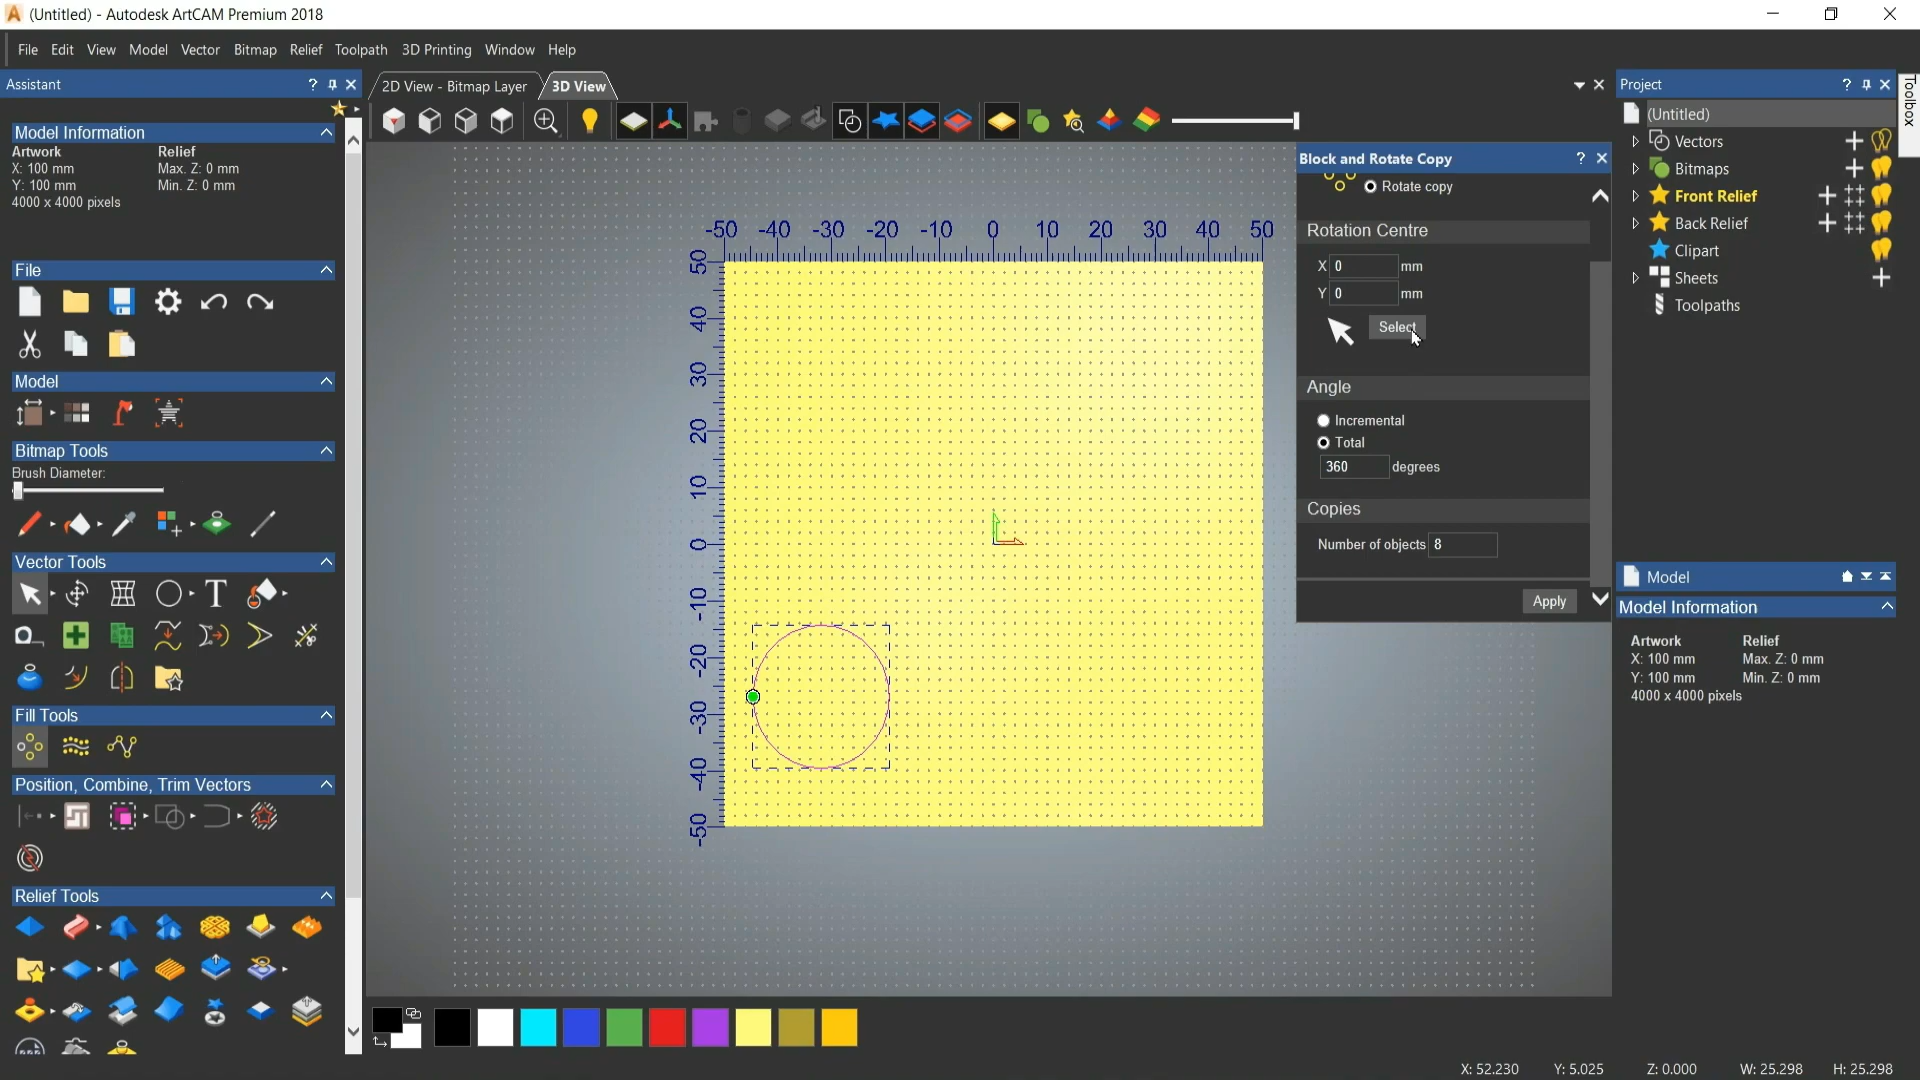 (Untitled) - Autodesk ArtCAM Premium 2018
File Edit View Model Vector Bitmap Relief Toolpath 3D Printing Window Help
Assistant
Model Information
Artwork Relief
X: 100 mm Max. Z: 0 mm
Y: 100 mm Min. Z: 0 mm
4000 x 4000 pixels
File
Model
Bitmap Tools
Brush Diameter:
Vector Tools
Fill Tools
Position, Combine, Trim Vectors
Relief Tools
2D View - Bitmap Layer 3D View
-50 -40 -30 -20 -10 0 10 20 30 40 50
50
40
30
20
10
0
-10
-20
-30
-40
-50
Block and Rotate Copy
Rotate copy
Rotation Centre
X 0 mm
Y 0 mm
Select
Angle
Incremental
Total
360 degrees
Copies
Number of objects 8
Apply
Project
(Untitled)
Vectors
Bitmaps
Front Relief
Back Relief
Clipart
Sheets
Toolpaths
Toolbox
Model
Model Information
Artwork Relief
X: 100 mm Max. Z: 0 mm
Y: 100 mm Min. Z: 0 mm
4000 x 4000 pixels
X: 52.230 Y: 5.025 Z: 0.000 W: 25.298 H: 25.298